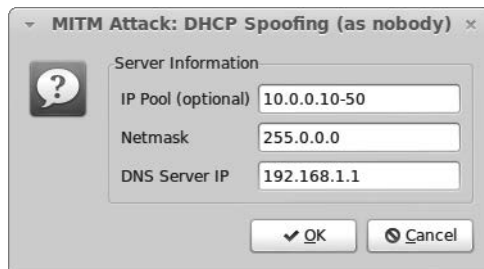 MITM Attack: DHCP Spoofing (as nobody)
Server Information
IP Pool (optional) 10.0.0.10-50
Netmask 255.0.0.0
DNS Server IP 192.168.1.1
OK Cancel